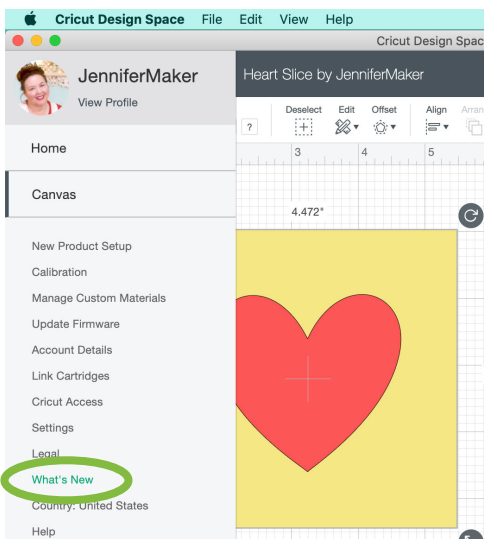 Cricut Design Space File Edit View Help
Cricut Design Spac
JenniferMaker
View Profile
Heart Slice by JenniferMaker
Deselect Edit Offset Align Arran
?
Home
3 4 5
Canvas
4.472"
New Product Setup
Calibration
Manage Custom Materials
Update Firmware
Account Details
Link Cartridges
Cricut Access
Settings
Legal
What's New
Country: United States
Help